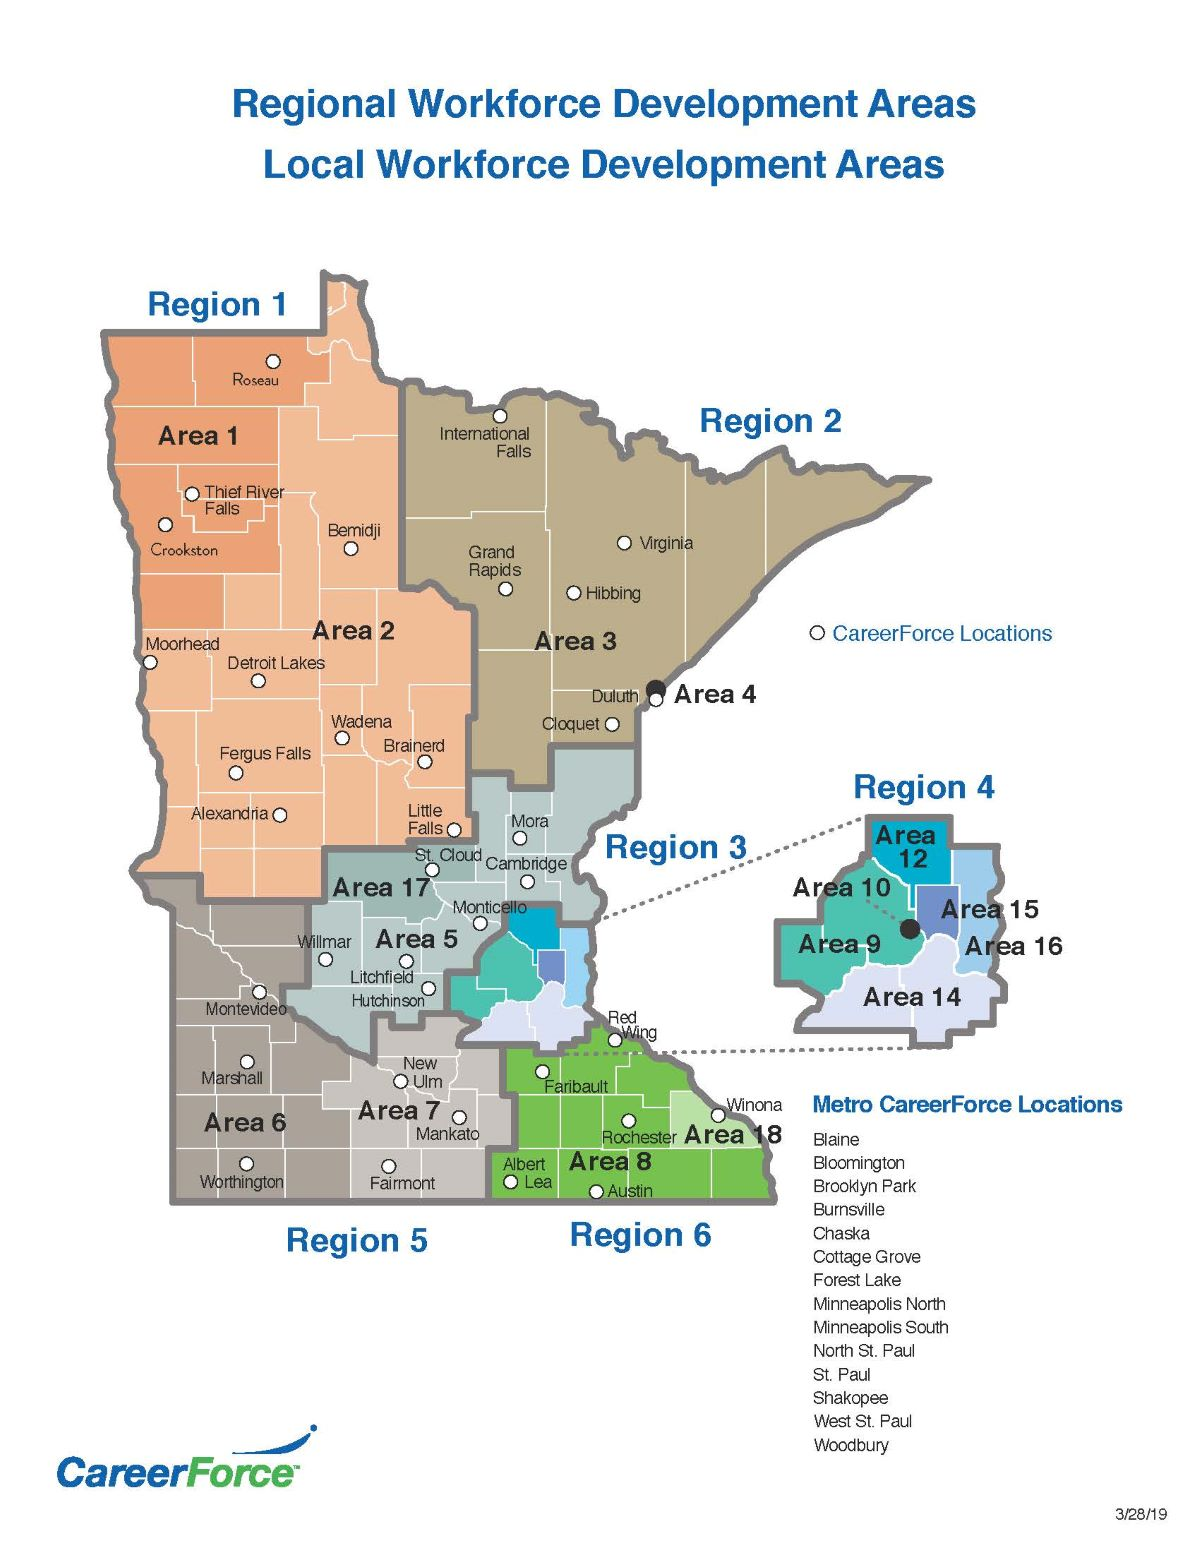 Regional Workforce Development Areas
Local Workforce Development Areas
Region 1
Roseau
Area 1
Region 2
International
Falls
Thief River
Falls
Crookston
Bemidji
Virginia
Grand
Rapids
Hibbing
Area 2
Area 3
CareerForce Locations
Moorhead
Detroit Lakes
Duluth
Area 4
Wadena
Cloquet
Brainerd
Fergus Falls
Region 4
Alexandria
Little
Falls
Mora
Area
12
Region 3
St. Cloud
Cambridge
Area 17
Area 10
Monticello
Area 15
Willmar
Area 5
Area 9
Area 16
Litchfield
Hutchinson
Area 14
Montevideo
Red
Wing
New
Ulm
Marshall
Faribault
Area 7
Winona
Area 6
Mankato
Rochester
Area 18
Albert
Lea
Area 8
Worthington
Fairmont
Austin
Region 5
Region 6
Metro CareerForce Locations
Blaine
Bloomington
Brooklyn Park
Burnsville
Chaska
Cottage Grove
Forest Lake
Minneapolis North
Minneapolis South
North St. Paul
St. Paul
Shakopee
West St. Paul
Woodbury
CareerForce™
3/28/19